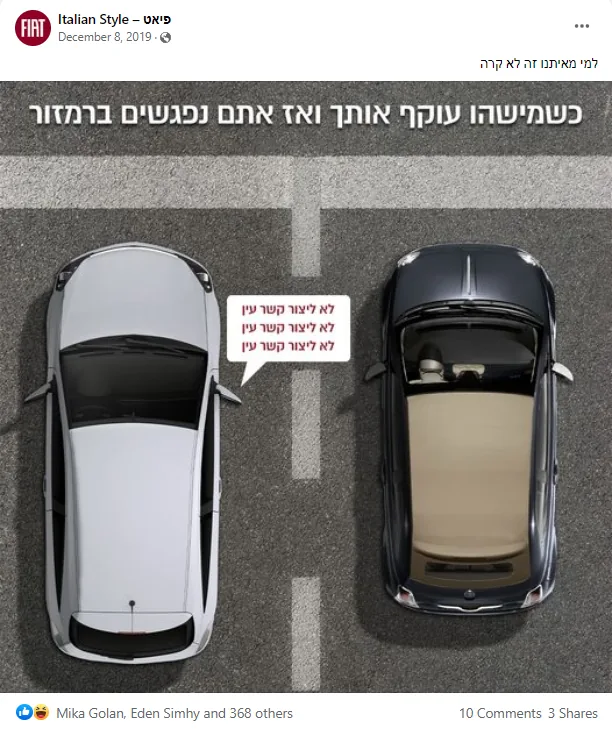 FIAT
Italian Style – פיאט
December 8, 2019 ·
למי מאיתנו זה לא קרה
כשמישהו עוקף אותך ואז אתם נפגשים ברמזור
לא ליצור קשר עין
לא ליצור קשר עין
לא ליצור קשר עין
Mika Golan, Eden Simhy and 368 others
10 Comments 3 Shares